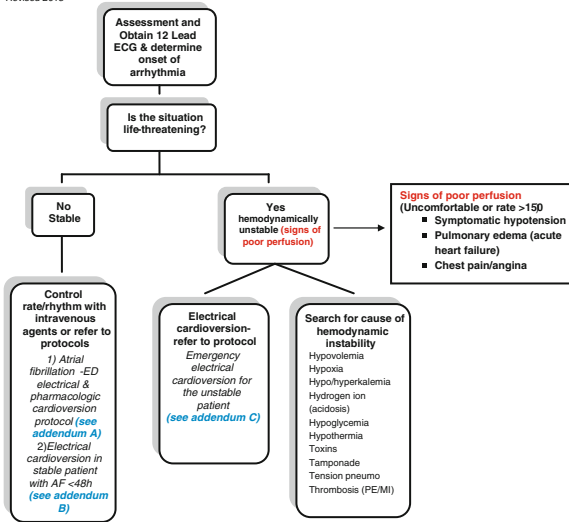 Assessment and
Obtain 12 Lead
ECG & determine
onset of
arrhythmia
Is the situation
life-threatening?
No
Stable
Yes
hemodynamically
unstable (signs of
poor perfusion)
Signs of poor perfusion
(Uncomfortable or rate >150)
▪ Symptomatic hypotension
▪ Pulmonary edema (acute
heart failure)
▪ Chest pain/angina
Control
rate/rhythm with
intravenous
agents or refer to
protocols
1) Atrial
fibrillation -ED
electrical &
pharmacologic
cardioversion
protocol (see
addendum A)
2)Electrical
cardioversion in
stable patient
with AF <48h
(see addendum
B)
Electrical
cardioversion-
refer to protocol
Emergency
electrical
cardioversion for
the unstable
patient
(see addendum C)
Search for cause of
hemodynamic
instability
Hypovolemia
Hypoxia
Hypo/hyperkalemia
Hydrogen ion
(acidosis)
Hypoglycemia
Hypothermia
Toxins
Tamponade
Tension pneumo
Thrombosis (PE/MI)